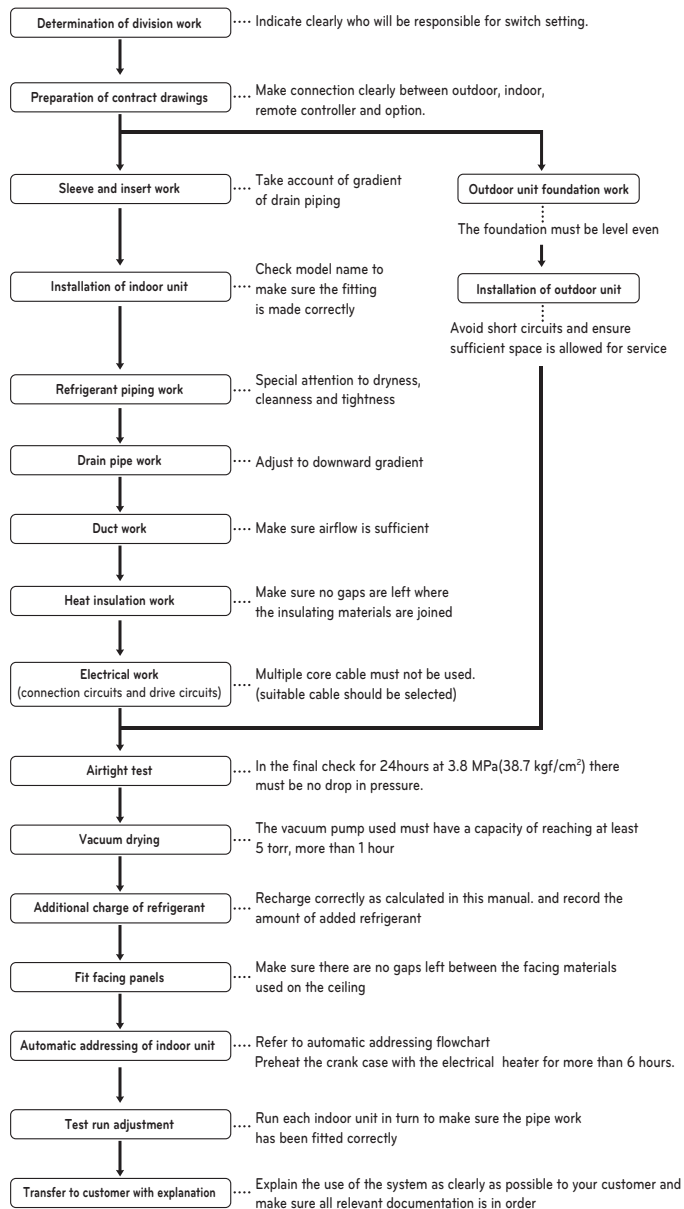 Determination of division work
Indicate clearly who will be responsible for switch setting.
Preparation of contract drawings
Make connection clearly between outdoor, indoor,
remote controller and option.
Sleeve and insert work
Take account of gradient
of drain piping
Outdoor unit foundation work
The foundation must be level even
Installation of indoor unit
Check model name to
make sure the fitting
is made correctly
Installation of outdoor unit
Avoid short circuits and ensure
sufficient space is allowed for service
Refrigerant piping work
Special attention to dryness,
cleanness and tightness
Drain pipe work
Adjust to downward gradient
Duct work
Make sure airflow is sufficient
Heat insulation work
Make sure no gaps are left where
the insulating materials are joined
Electrical work
(connection circuits and drive circuits)
Multiple core cable must not be used.
(suitable cable should be selected)
Airtight test
In the final check for 24hours at 3.8 MPa(38.7 kgf/cm²) there
must be no drop in pressure.
Vacuum drying
The vacuum pump used must have a capacity of reaching at least
5 torr, more than 1 hour
Additional charge of refrigerant
Recharge correctly as calculated in this manual. and record the
amount of added refrigerant
Fit facing panels
Make sure there are no gaps left between the facing materials
used on the ceiling
Automatic addressing of indoor unit
Refer to automatic addressing flowchart
Preheat the crank case with the electrical heater for more than 6 hours.
Test run adjustment
Run each indoor unit in turn to make sure the pipe work
has been fitted correctly
Transfer to customer with explanation
Explain the use of the system as clearly as possible to your customer and
make sure all relevant documentation is in order